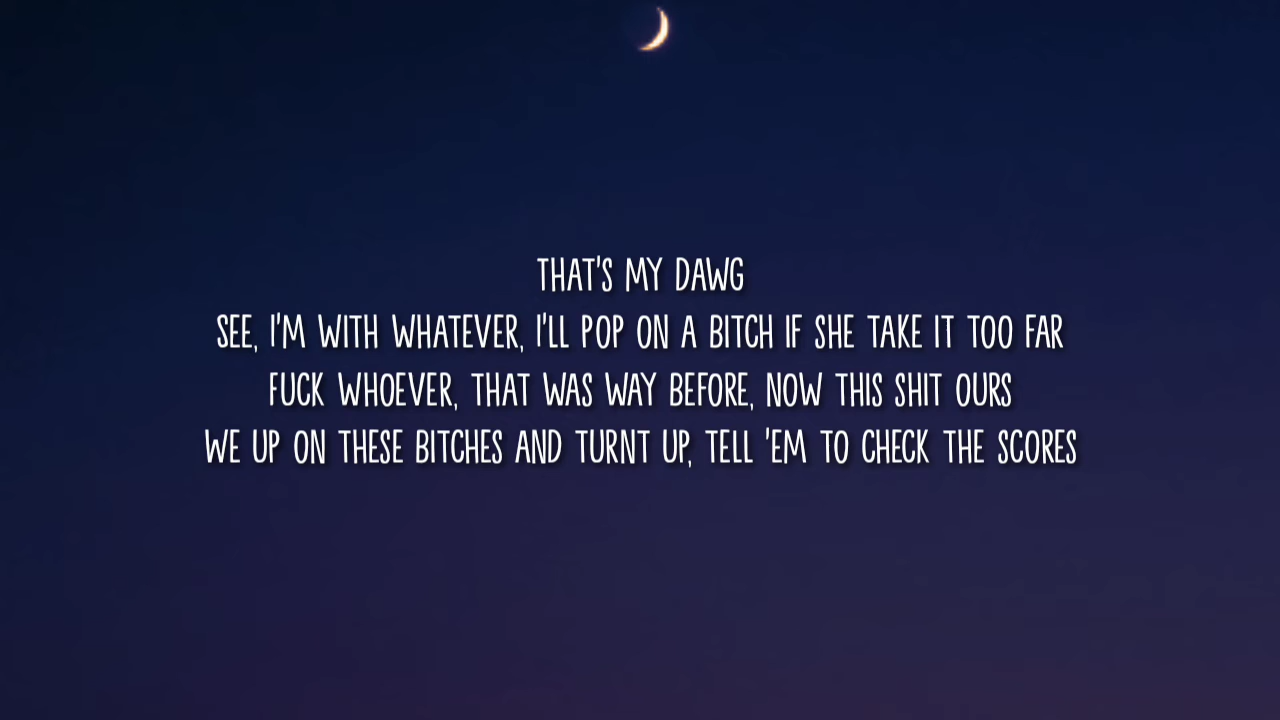 THAT'S MY DAWG
SEE, I'M WITH WHATEVER, I'LL POP ON A BITCH IF SHE TAKE IT TOO FAR
FUCK WHOEVER, THAT WAS WAY BEFORE, NOW THIS SHIT OURS
WE UP ON THESE BITCHES AND TURNT UP, TELL 'EM TO CHECK THE SCORES